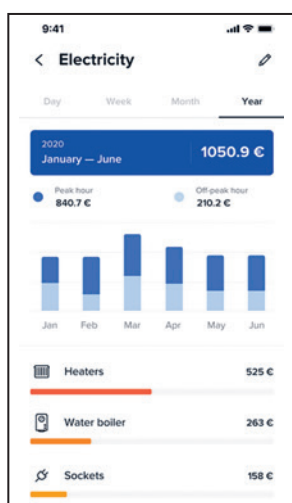 9:41
Electricity
Day Week Month Year
2020
January — June
1050.9 €
Peak hour
840.7 €
Off-peak hour
210.2 €
Jan Feb Mar Apr May Jun
Heaters 525 €
Water boiler 263 €
Sockets 158 €